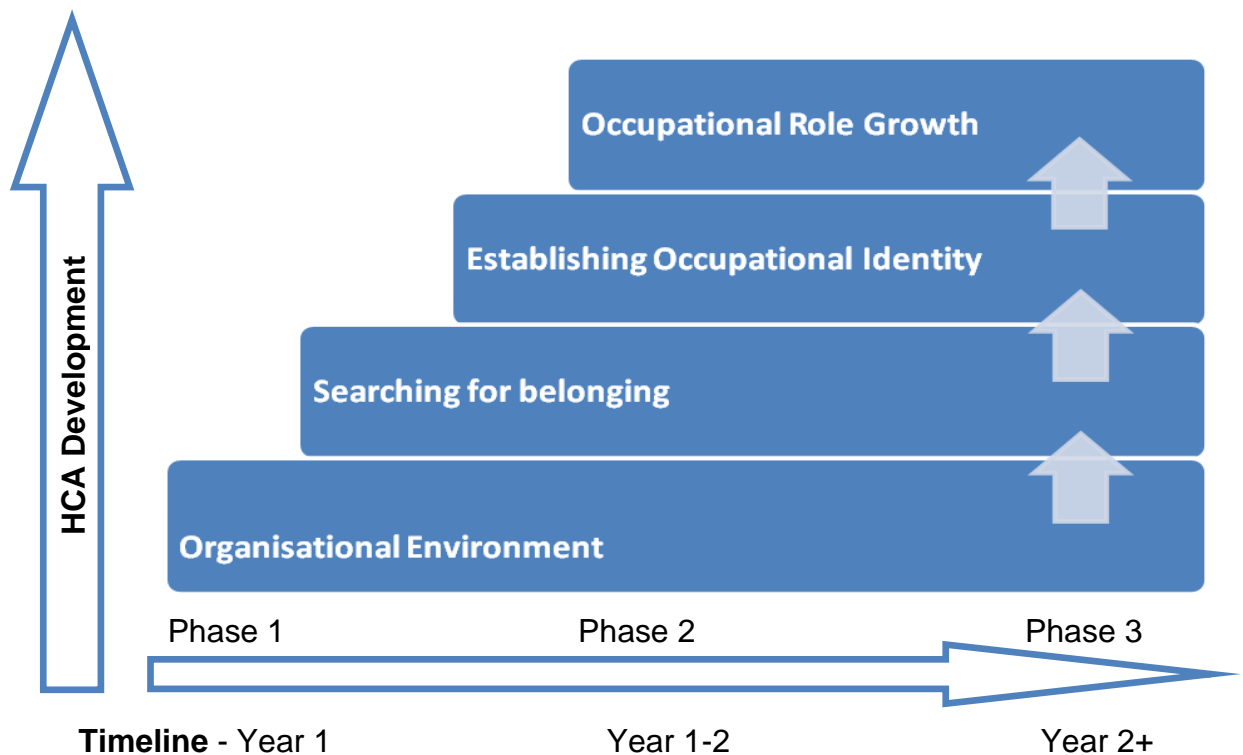 Occupational Role Growth
Establishing Occupational Identity
Searching for belonging
Organisational Environment
HCA Development
Phase 1 Phase 2 Phase 3
Timeline - Year 1 Year 1-2 Year 2+